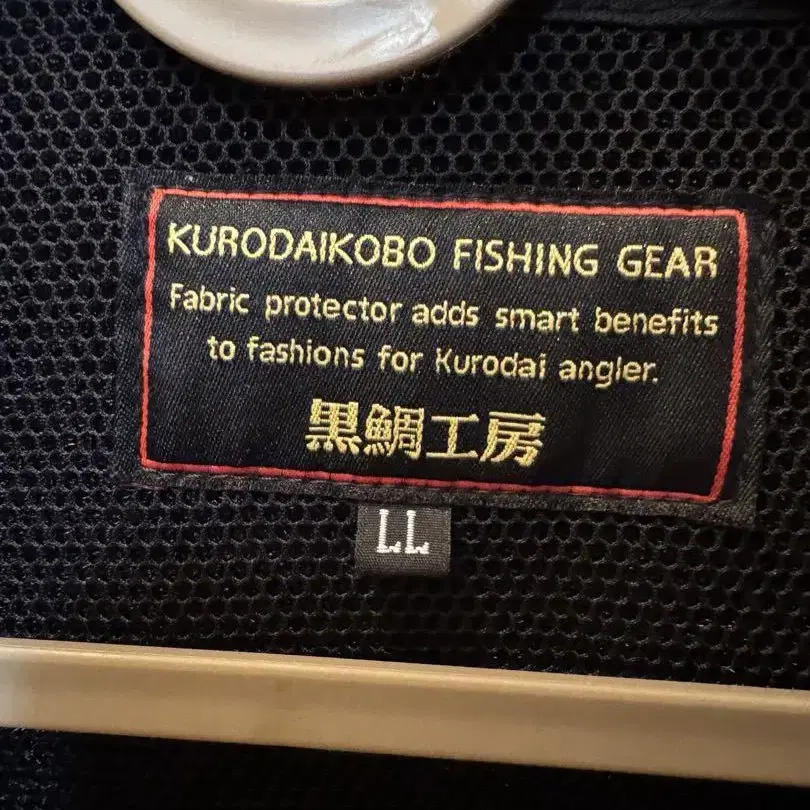 KURODAIKOBO FISHING GEAR
Fabric protector adds smart benefits
to fashions for Kurodai angler.
黒鯛工房
LL